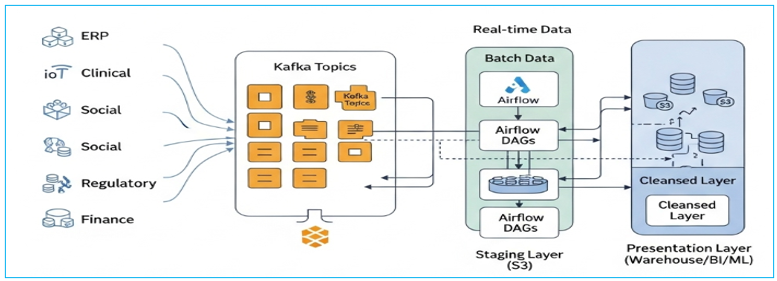 ERP
ioT Clinical
Social
Social
Regulatory
Finance
Kafka Topics
$
Kafka
Topics
Real-time Data
Batch Data
Airflow
Airflow
DAGs
Airflow
DAGs
Staging Layer
(S3)
S3
S3
Cleansed Layer
Cleansed
Layer
Presentation Layer
(Warehouse/BI/ML)